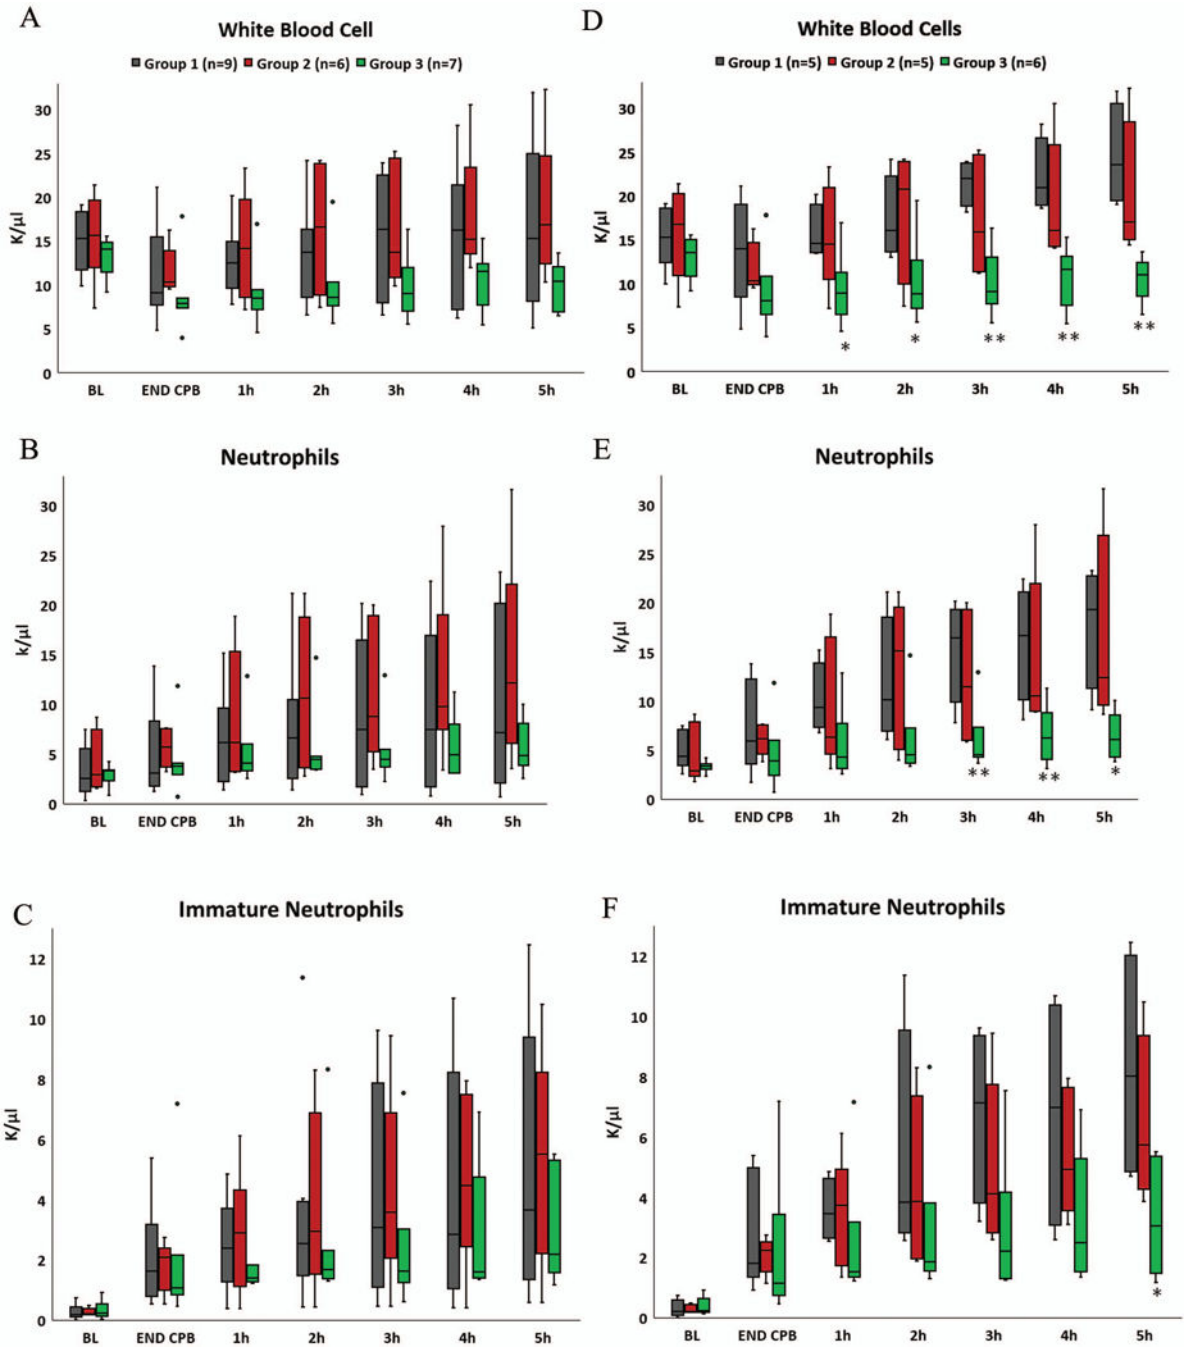 A
White Blood Cell
Group 1 (n=9) Group 2 (n=6) Group 3 (n=7)
30
25
20
15
10
5
0
K/µl
BL END CPB 1h 2h 3h 4h 5h
D
White Blood Cells
Group 1 (n=5) Group 2 (n=5) Group 3 (n=6)
30
25
20
15
10
5
0
K/µl
* * ** ** **
BL END CPB 1h 2h 3h 4h 5h
B
Neutrophils
30
25
20
15
10
5
0
k/µl
BL END CPB 1h 2h 3h 4h 5h
E
Neutrophils
30
25
20
15
10
5
0
k/µl
** ** *
BL END CPB 1h 2h 3h 4h 5h
C
Immature Neutrophils
12
10
8
6
4
2
0
K/µl
BL END CPB 1h 2h 3h 4h 5h
F
Immature Neutrophils
12
10
8
6
4
2
0
K/µl
*
BL END CPB 1h 2h 3h 4h 5h